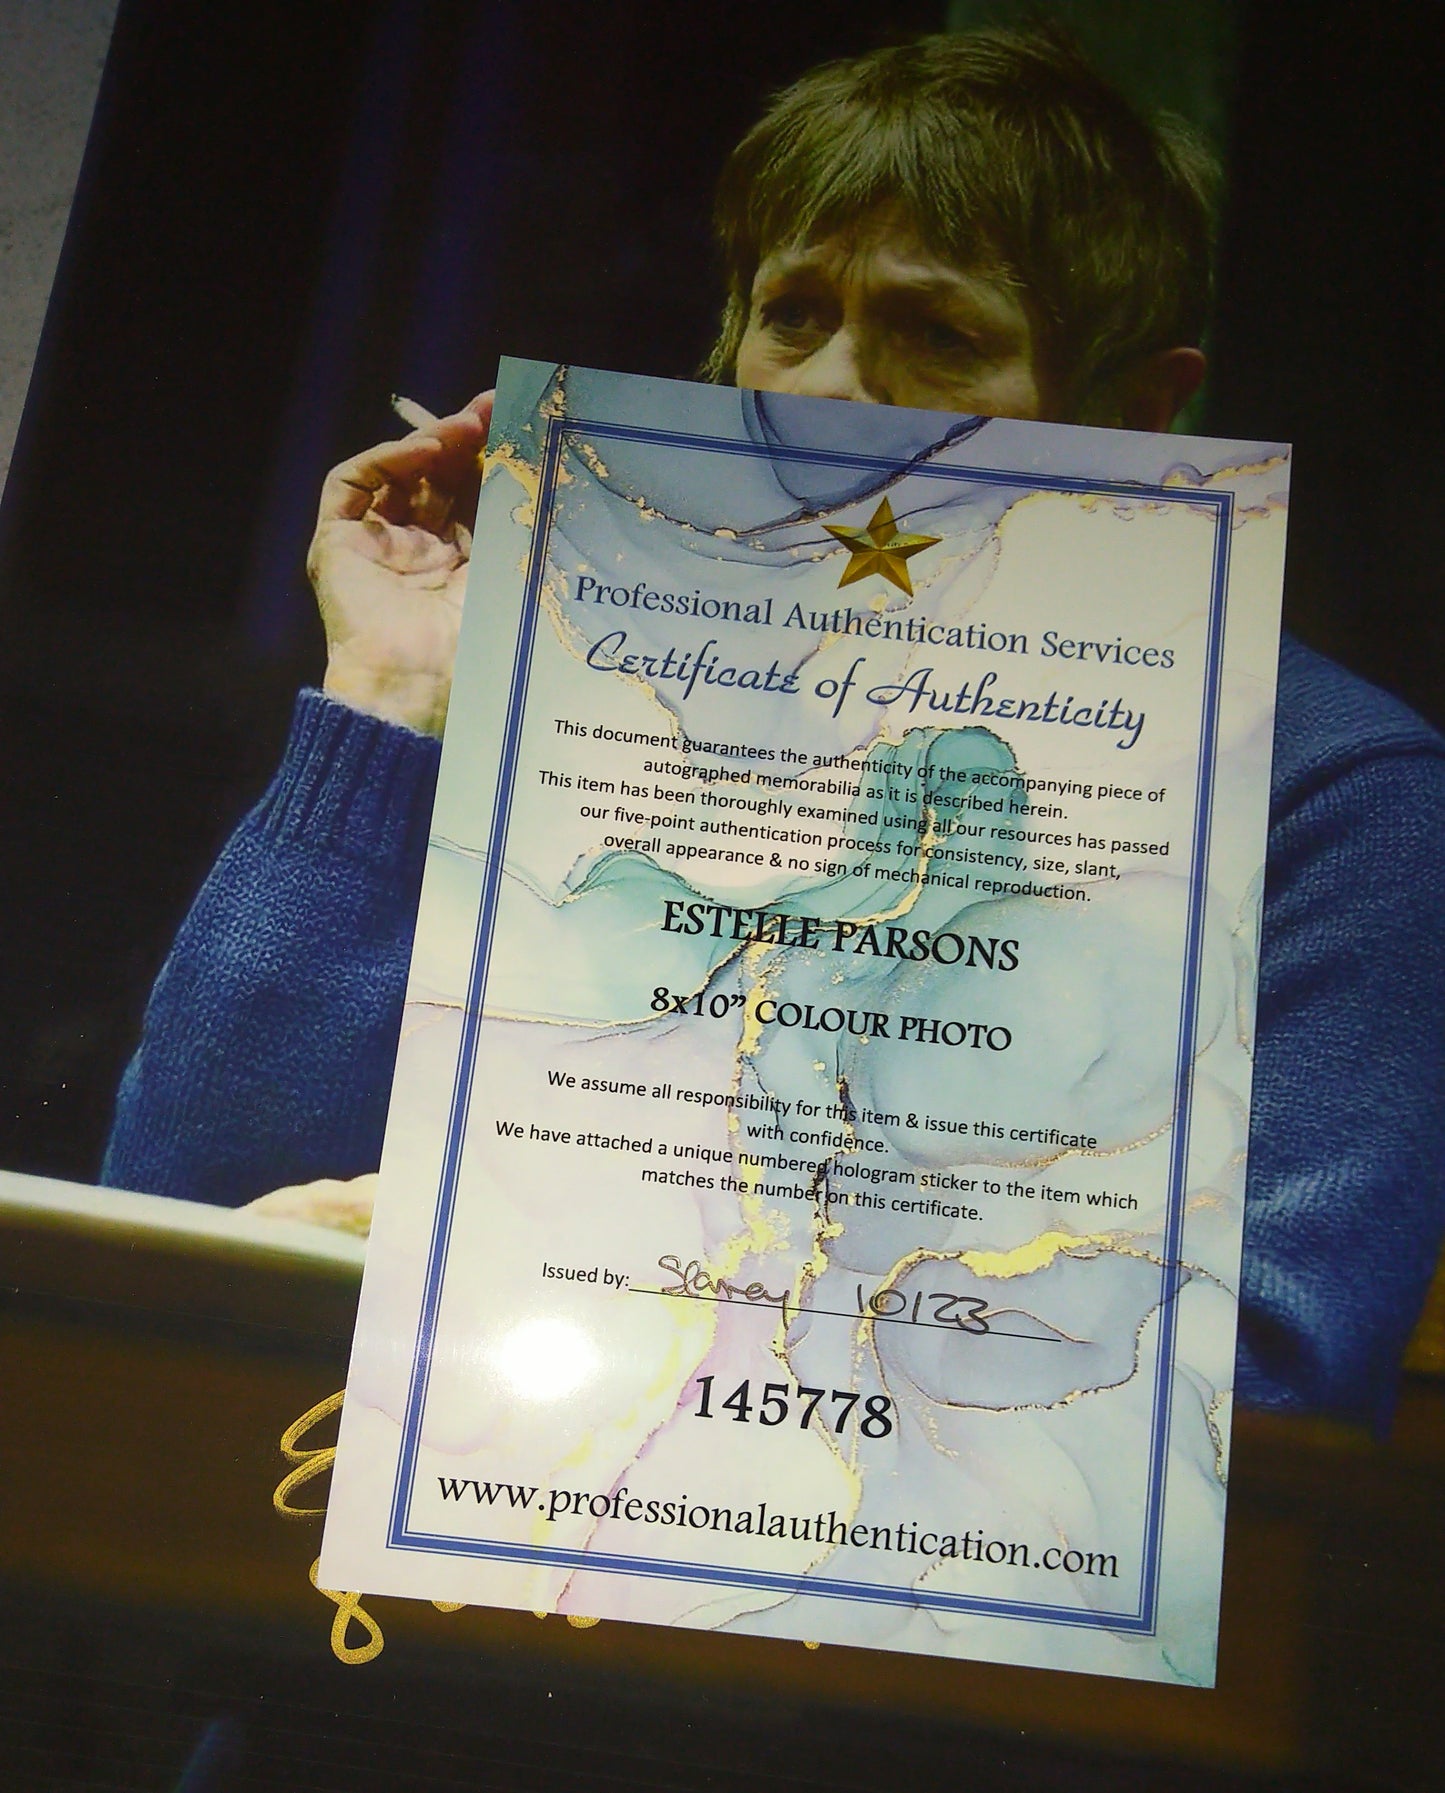 Professional Authentication Services
Certificate of Authenticity
This document guarantees the authenticity of the accompanying piece of
autographed memorabilia as it is described herein.
This item has been thoroughly examined using all our resources has passed
our five-point authentication process for consistency, size, slant,
overall appearance & no sign of mechanical reproduction.
ESTELLE PARSONS
8x10” COLOUR PHOTO
We assume all responsibility for this item & issue this certificate
with confidence.
We have attached a unique numbered hologram sticker to the item which
matches the number on this certificate.
Issued by: 10123
145778
www.professionalauthentication.com